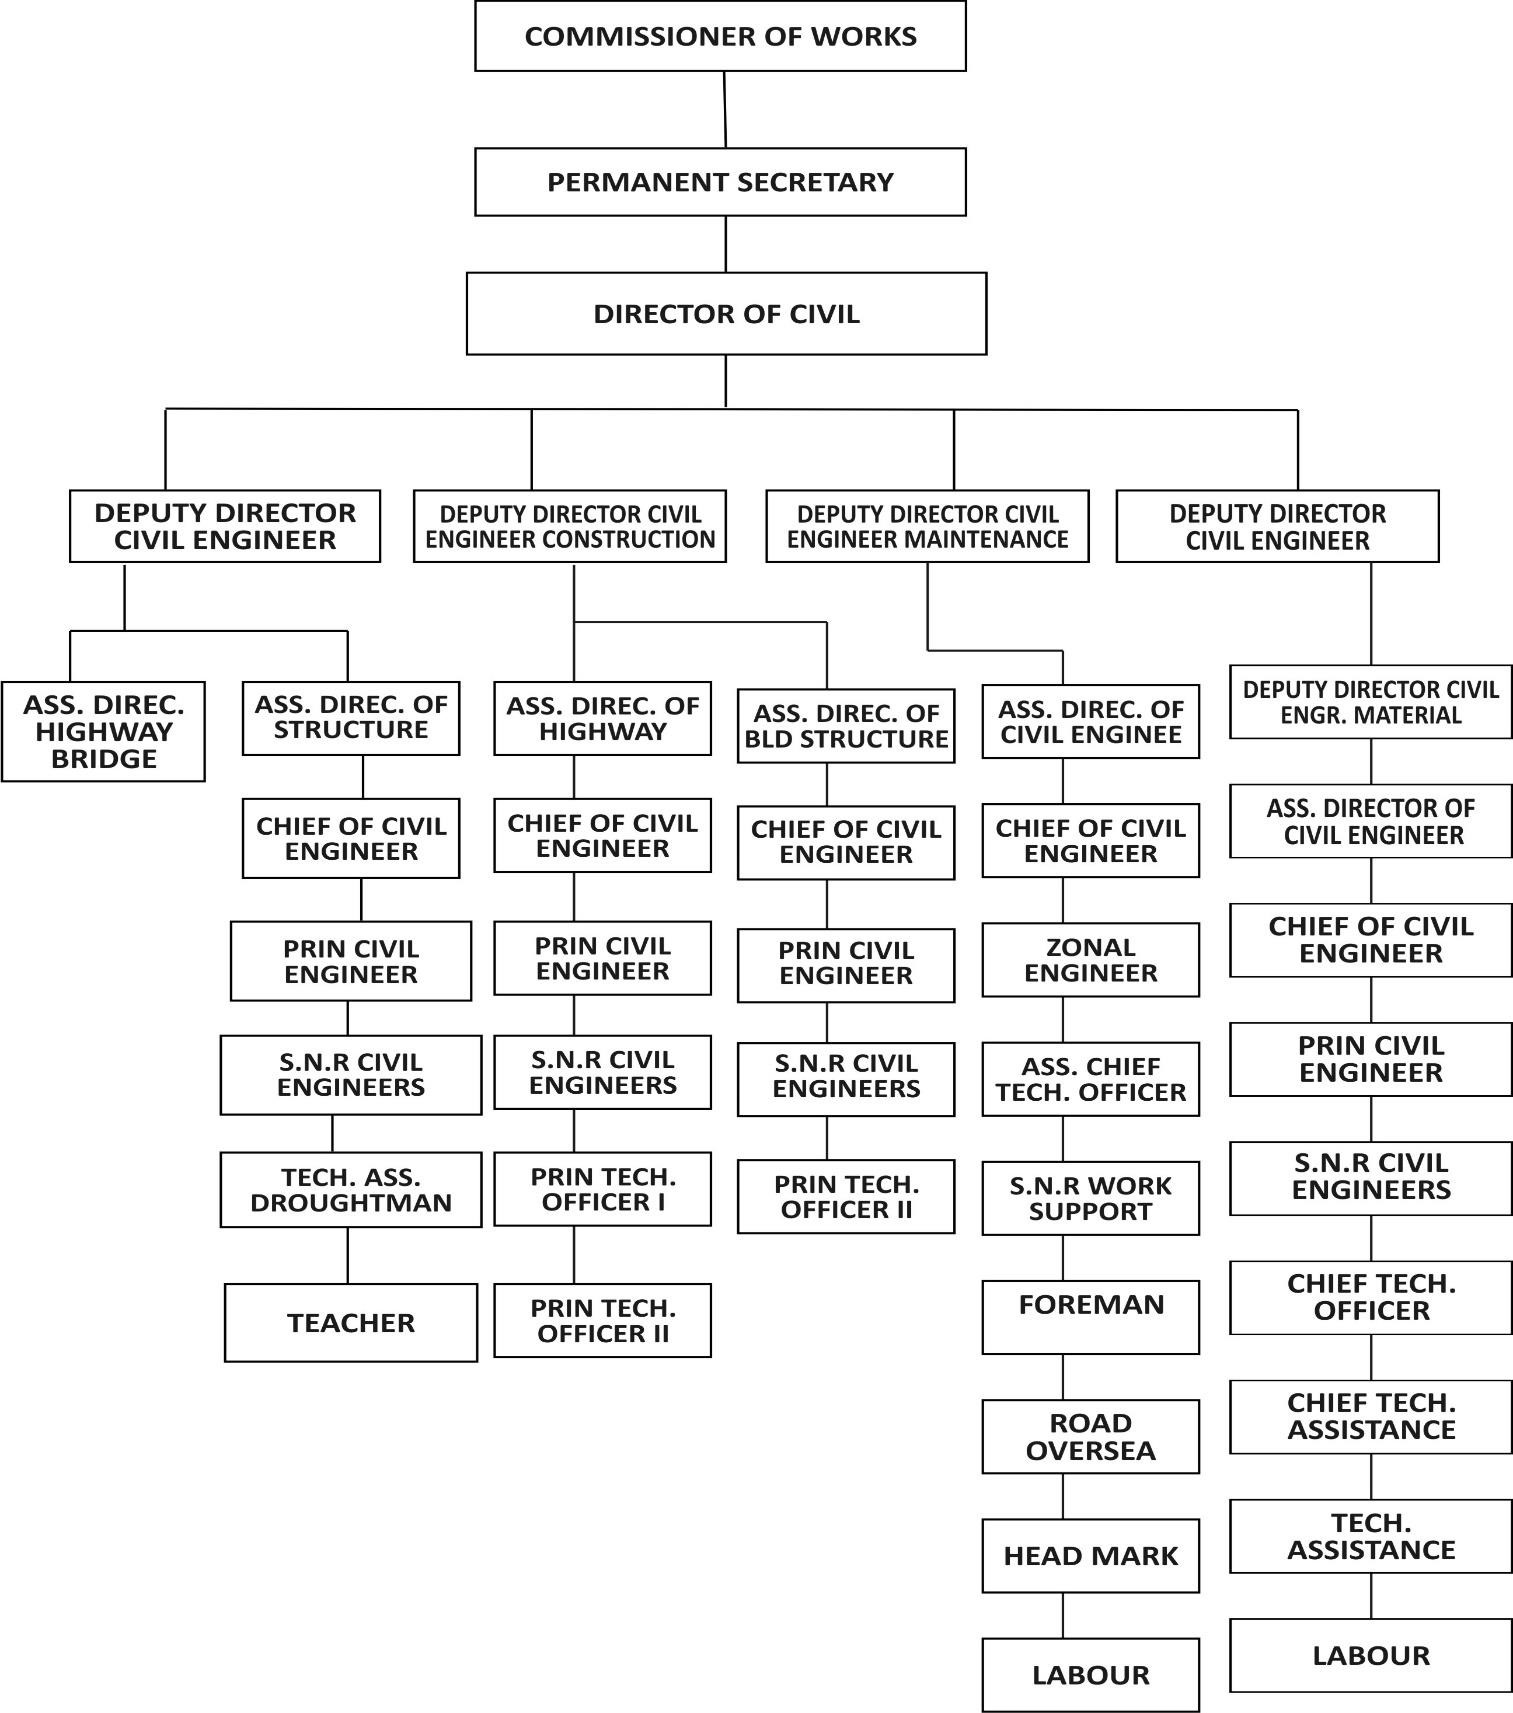 COMMISSIONER OF WORKS
PERMANENT SECRETARY
DIRECTOR OF CIVIL
DEPUTY DIRECTOR
CIVIL ENGINEER
DEPUTY DIRECTOR CIVIL
ENGINEER CONSTRUCTION
DEPUTY DIRECTOR CIVIL
ENGINEER MAINTENANCE
DEPUTY DIRECTOR
CIVIL ENGINEER
ASS. DIREC.
HIGHWAY
BRIDGE
ASS. DIREC. OF
STRUCTURE
CHIEF OF CIVIL
ENGINEER
PRIN CIVIL
ENGINEER
S.N.R CIVIL
ENGINEERS
TECH. ASS.
DROUGHTMAN
TEACHER
ASS. DIREC. OF
HIGHWAY
CHIEF OF CIVIL
ENGINEER
PRIN CIVIL
ENGINEER
S.N.R CIVIL
ENGINEERS
PRIN TECH.
OFFICER I
PRIN TECH.
OFFICER II
ASS. DIREC. OF
BLD STRUCTURE
CHIEF OF CIVIL
ENGINEER
PRIN CIVIL
ENGINEER
S.N.R CIVIL
ENGINEERS
PRIN TECH.
OFFICER II
ASS. DIREC. OF
CIVIL ENGINEE
CHIEF OF CIVIL
ENGINEER
ZONAL
ENGINEER
ASS. CHIEF
TECH. OFFICER
S.N.R WORK
SUPPORT
FOREMAN
ROAD
OVERSEA
HEAD MARK
LABOUR
DEPUTY DIRECTOR CIVIL
ENGR. MATERIAL
ASS. DIRECTOR OF
CIVIL ENGINEER
CHIEF OF CIVIL
ENGINEER
PRIN CIVIL
ENGINEER
S.N.R CIVIL
ENGINEERS
CHIEF TECH.
OFFICER
CHIEF TECH.
ASSISTANCE
TECH.
ASSISTANCE
LABOUR